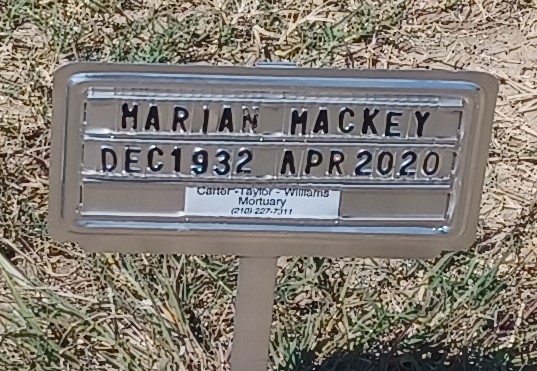 MARIAN MACKEY
DEC1932 APR2020
Carter - Taylor - Williams
Mortuary
(210) 227-7311